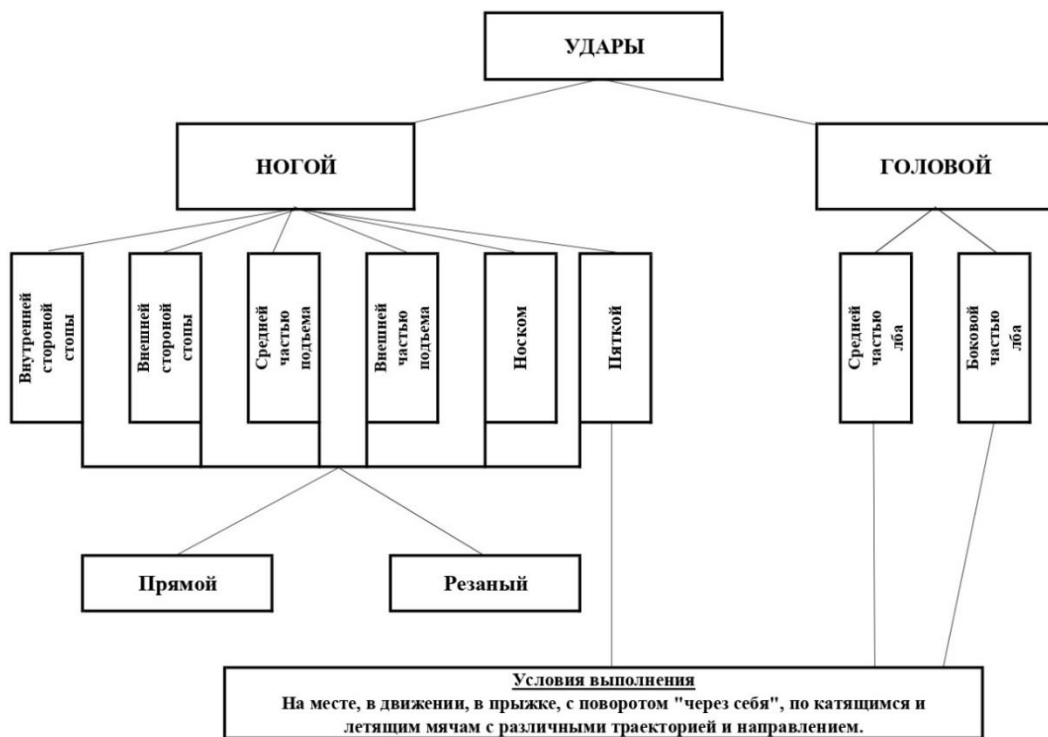 УДАРЫ
НОГОЙ
ГОЛОВОЙ
Внутренней
стороной
стопы
Внешней
стороной
стопы
Средней
частью
подъема
Внешней
частью
подъема
Носком
Пяткой
Средней
частью
лба
Боковой
частью
лба
Прямой
Резаный
Условия выполнения
На месте, в движении, в прыжке, с поворотом "через себя", по катящимся и
летящим мячам с различными траекторией и направлением.